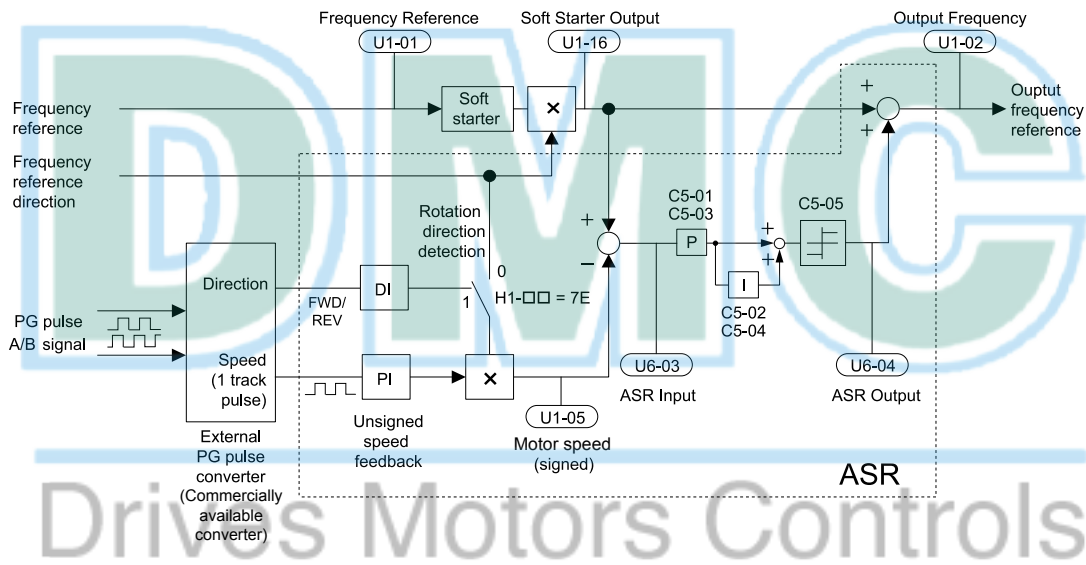 Frequency Reference
U1-01
Soft Starter Output
U1-16
Output Frequency
U1-02
Frequency
reference
Soft
starter
×
+
+
Ouptut
frequency
reference
Frequency
reference
direction
Rotation
direction
detection
0
1
H1-□□ = 7E
+
−
C5-01
C5-03
P
+
+
I
C5-02
C5-04
C5-05
Direction
FWD/
REV
DI
PG pulse
A/B signal
Speed
(1 track
pulse)
PI
×
U6-03
ASR Input
U6-04
ASR Output
U1-05
Motor speed
(signed)
Unsigned
speed
feedback
External
PG pulse
converter
(Commercially
available
converter)
ASR
DMC
Drives Motors Controls